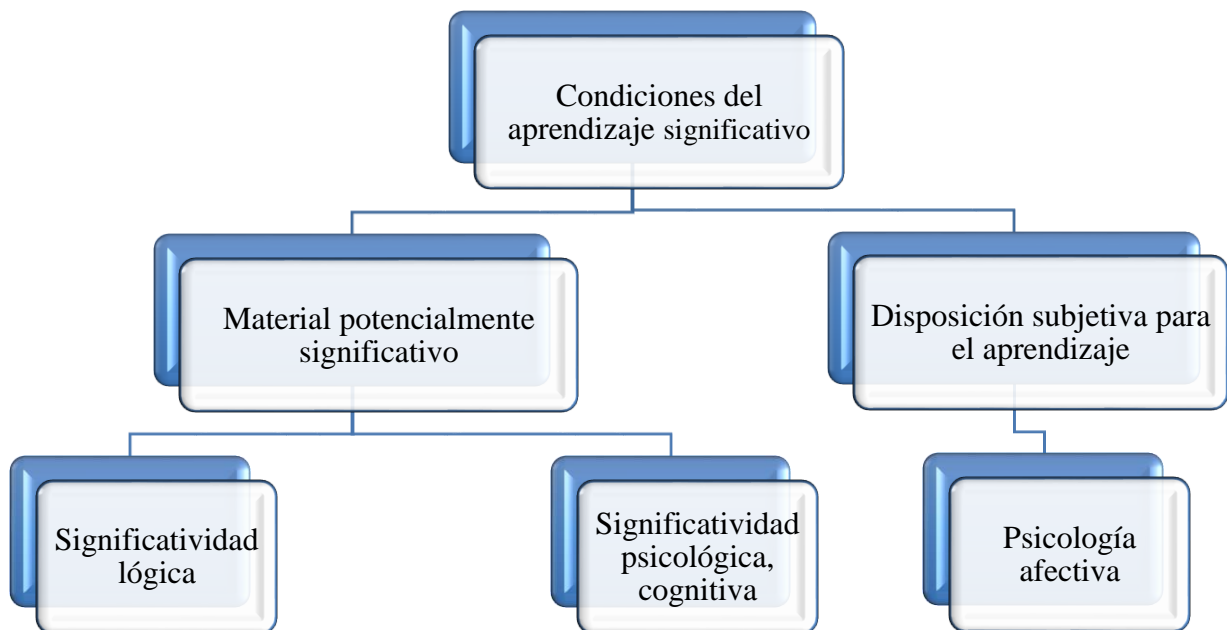 Condiciones del
aprendizaje significativo
Material potencialmente
significativo
Disposición subjetiva para
el aprendizaje
Significatividad
lógica
Significatividad
psicológica,
cognitiva
Psicología
afectiva